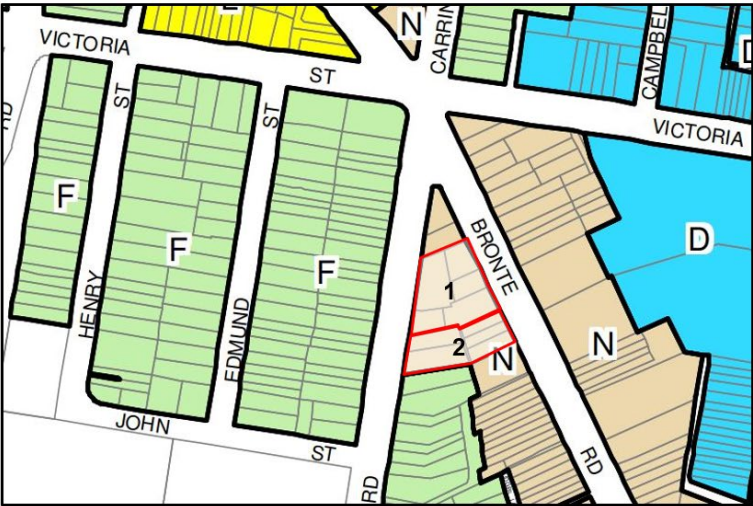 N
CARRIN
CAMPBEL
VICTORIA
ST
ST
ST
RD
VICTORIA
F
F
F
HENRY
EDMUND
BRONTE
D
1
2
N
N
JOHN
ST
RD
RD